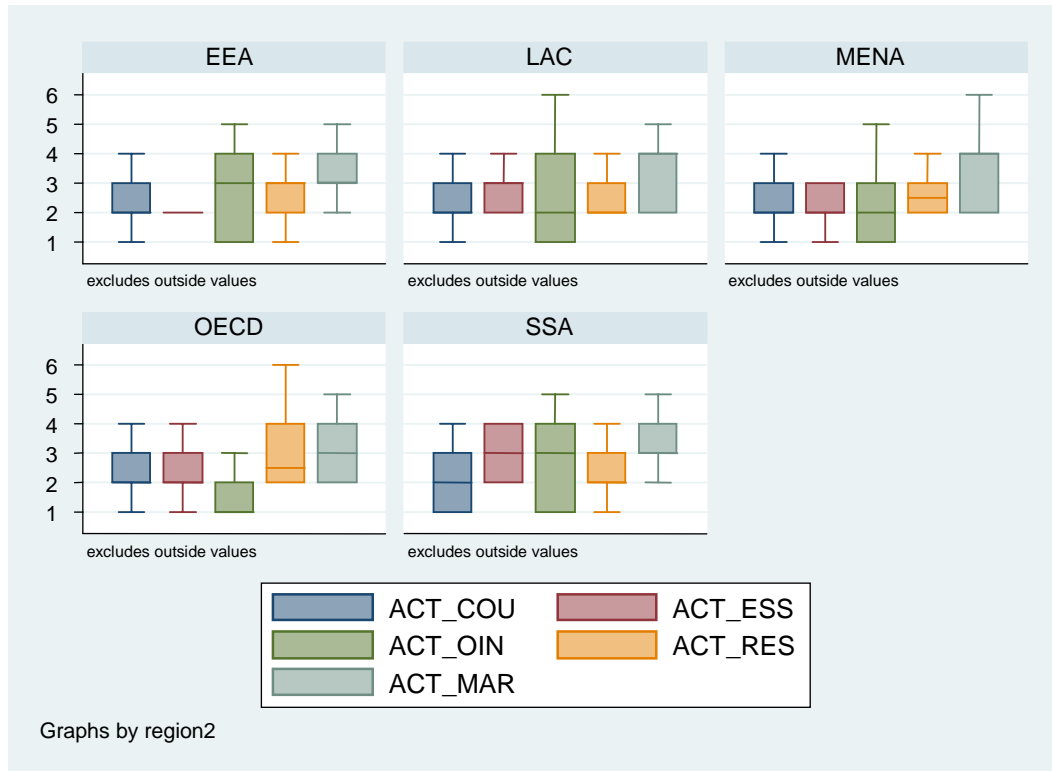 EEA LAC MENA
6
5
4
3
2
1
excludes outside values excludes outside values excludes outside values
OECD SSA
6
5
4
3
2
1
excludes outside values excludes outside values
ACT_COU ACT_ESS
ACT_OIN ACT_RES
ACT_MAR
Graphs by region2